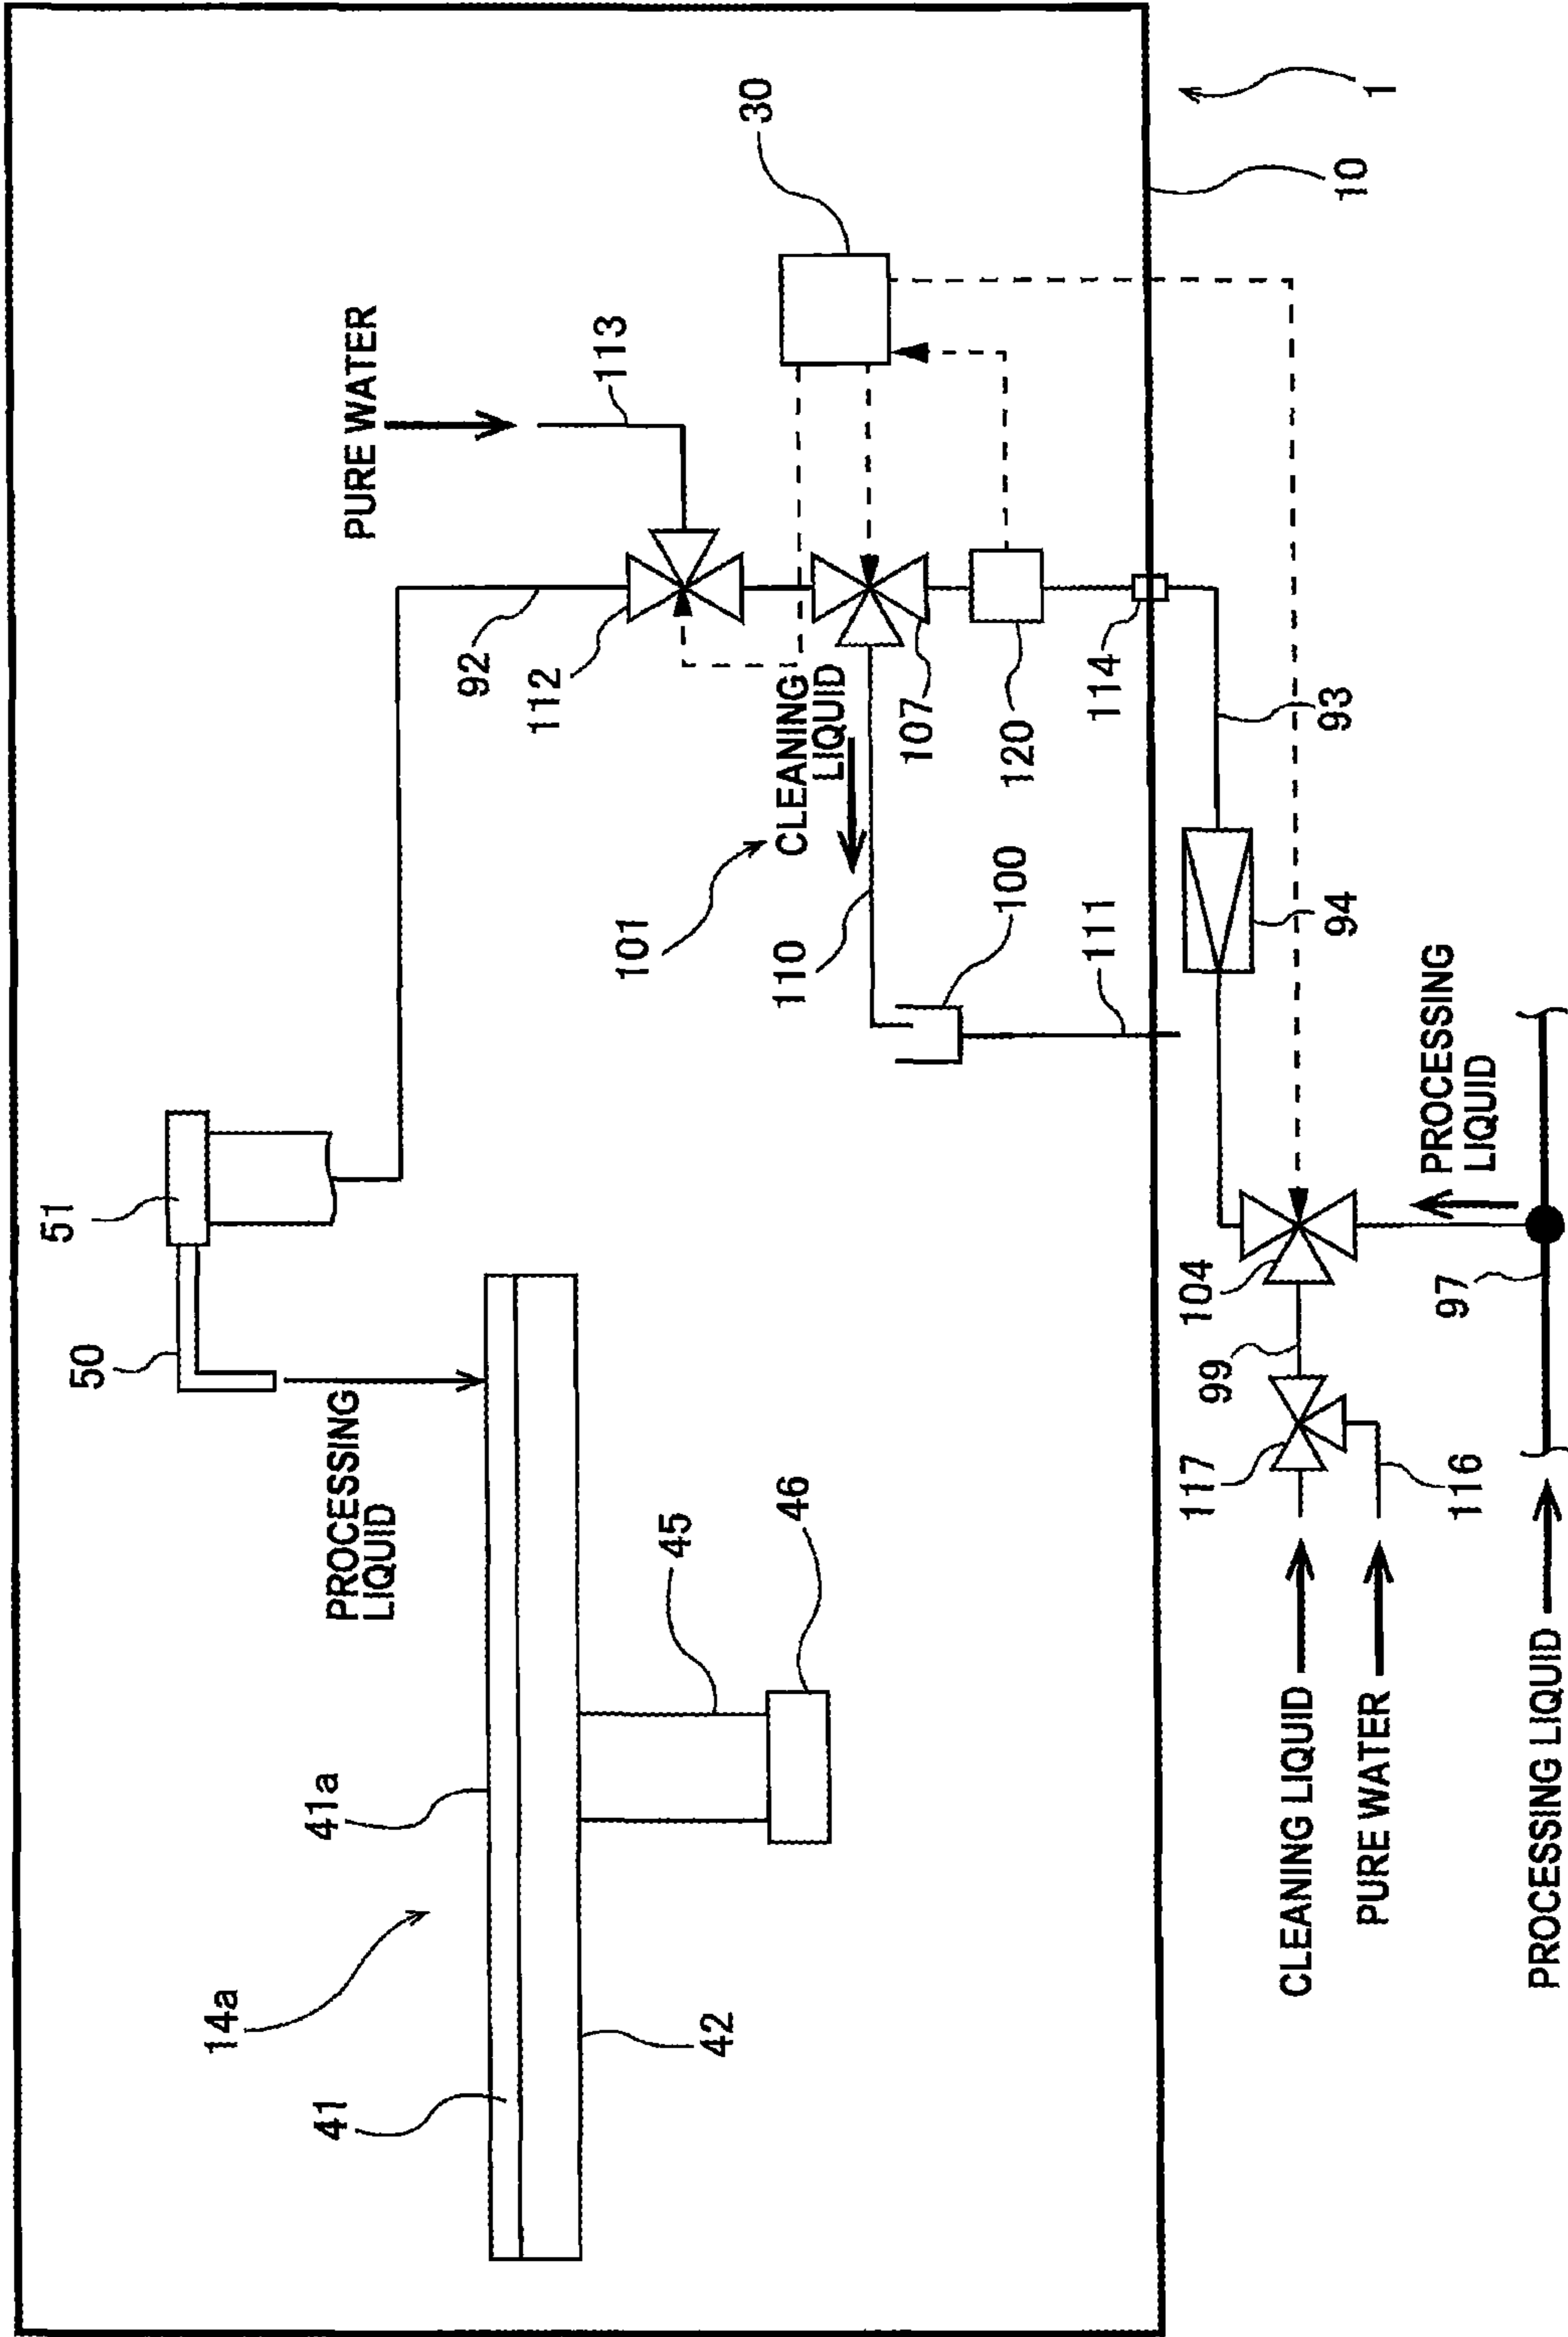 1
10
30
PURE WATER
113
92
112
CLEANING
LIQUID
107
120
114
93
101
110
100
111
94
51
50
PROCESSING
LIQUID
PROCESSING
LIQUID
104
97
99
117
116
45
46
41a
14a
41
42
CLEANING LIQUID
PURE WATER
PROCESSING LIQUID